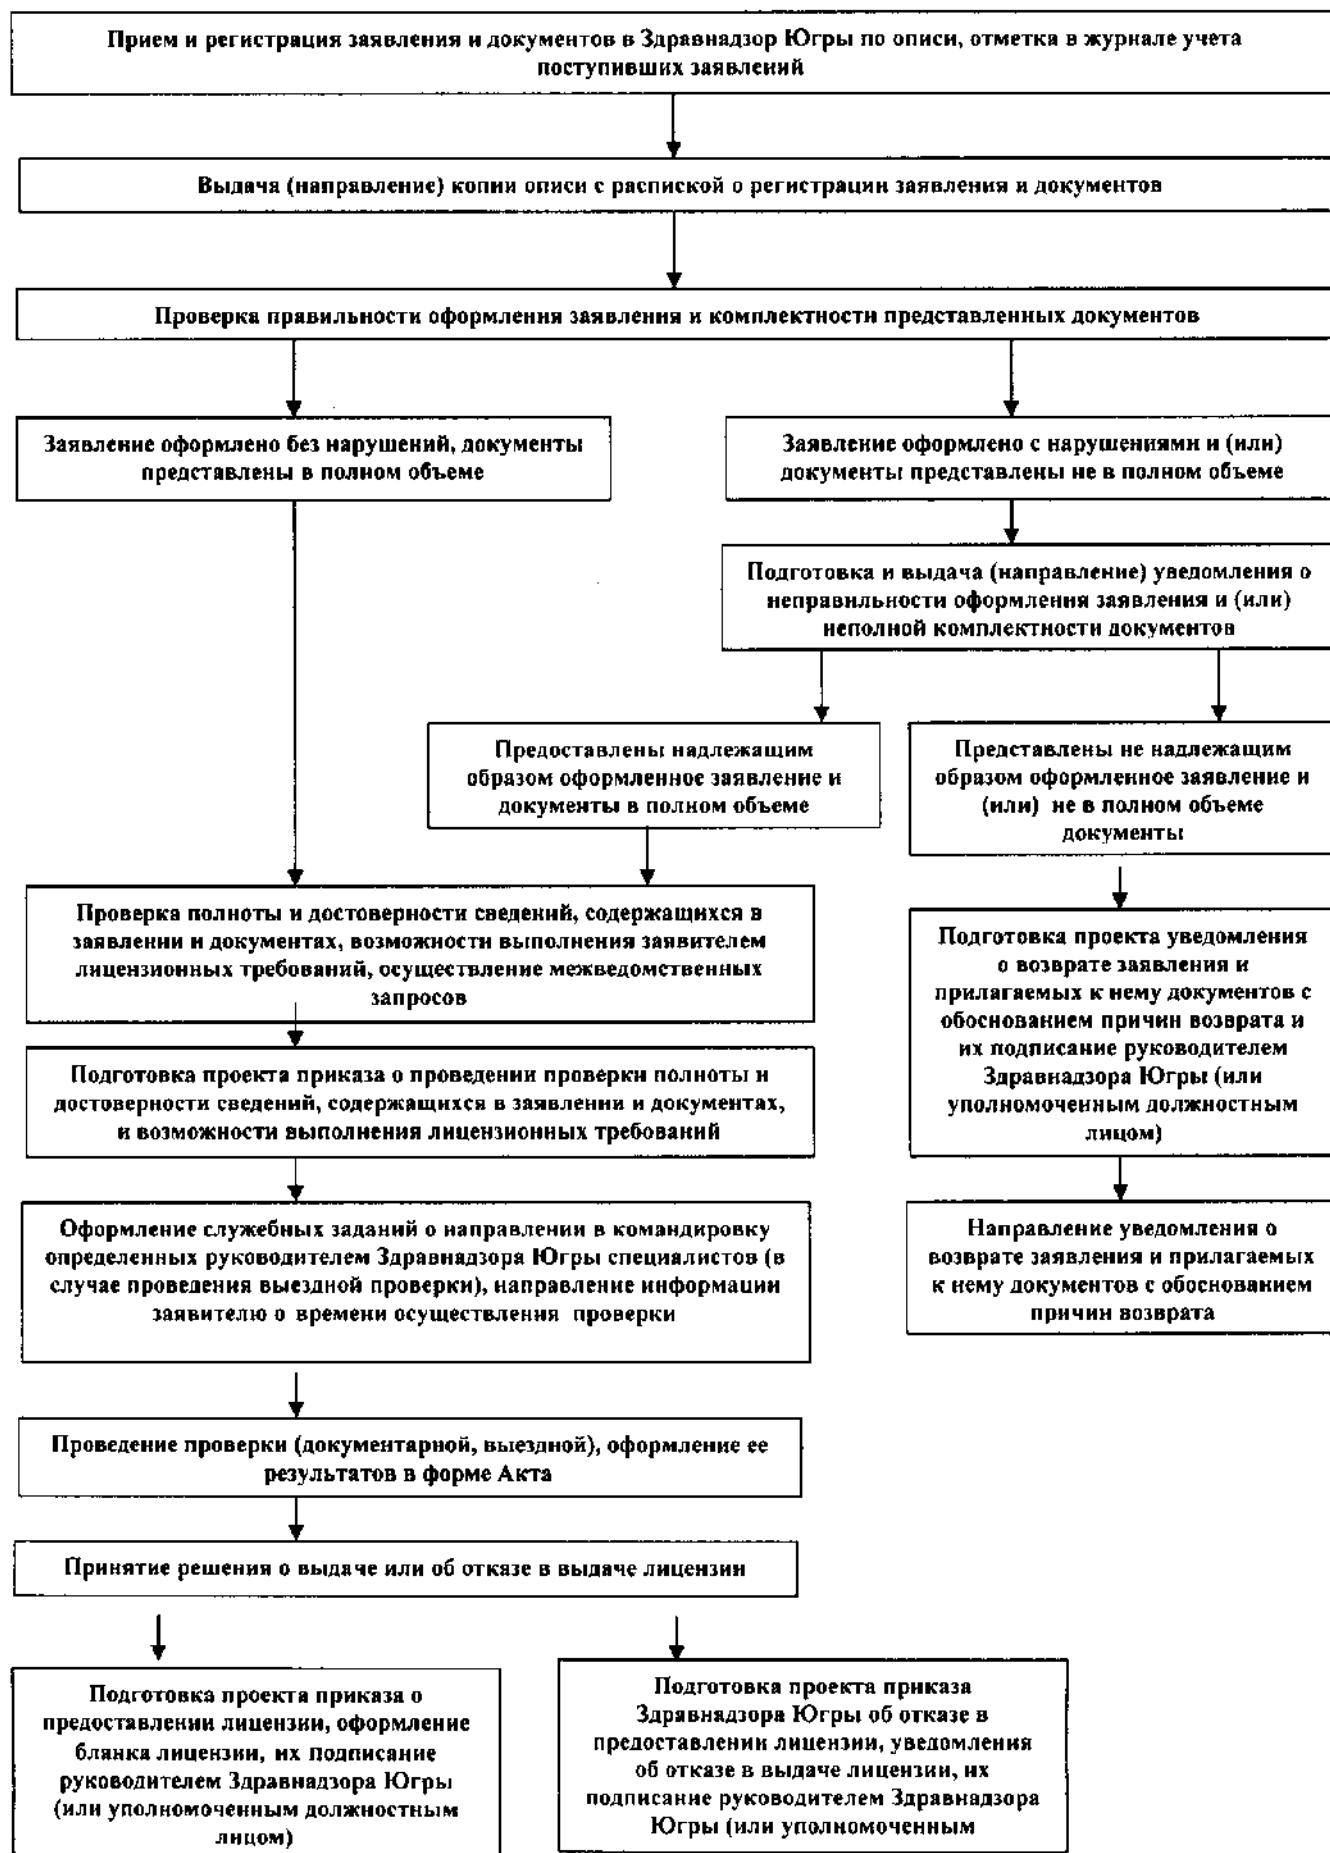 Прием и регистрация заявления и документов в Здравнадзор Югры по описи, отметка в журнале учета
поступивших заявлений
Выдача (направление) копии описи с распиской о регистрации заявления и документов
Проверка правильности оформления заявления и комплектности представленных документов
Заявление оформлено без нарушений, документы
представлены в полном объеме
Заявление оформлено с нарушениями и (или)
документы представлены не в полном объеме
Подготовка и выдача (направление) уведомления о
неправильности оформления заявления и (или)
неполной комплектности документов
Предоставлены надлежащим
образом оформленное заявление и
документы в полном объеме
Представлены не надлежащим
образом оформленное заявление и
(или) не в полном объеме
документы
Проверка полноты и достоверности сведений, содержащихся в
заявлении и документах, возможности выполнения заявителем
лицензионных требований, осуществление межведомственных
запросов
Подготовка проекта уведомления
о возврате заявления и
прилагаемых к нему документов с
обоснованием причин возврата и
их подписание руководителем
Здравнадзора Югры (или
уполномоченным должностным
лицом)
Подготовка проекта приказа о проведении проверки полноты и
достоверности сведений, содержащихся в заявлении и документах,
и возможности выполнения лицензионных требований
Оформление служебных заданий о направлении в командировку
определенных руководителем Здравнадзора Югры специалистов (в
случае проведения выездной проверки), направление информации
заявителю о времени осуществления проверки
Направление уведомления о
возврате заявления и прилагаемых
к нему документов с обоснованием
причин возврата
Проведение проверки (документарной, выездной), оформление ее
результатов в форме Акта
Принятие решения о выдаче или об отказе в выдаче лицензии
Подготовка проекта приказа о
предоставлении лицензии, оформление
бланка лицензии, их подписание
руководителем Здравнадзора Югры
(или уполномоченным должностным
лицом)
Подготовка проекта приказа
Здравнадзора Югры об отказе в
предоставлении лицензии, уведомления
об отказе в выдаче лицензии, их
подписание руководителем Здравнадзора
Югры (или уполномоченным